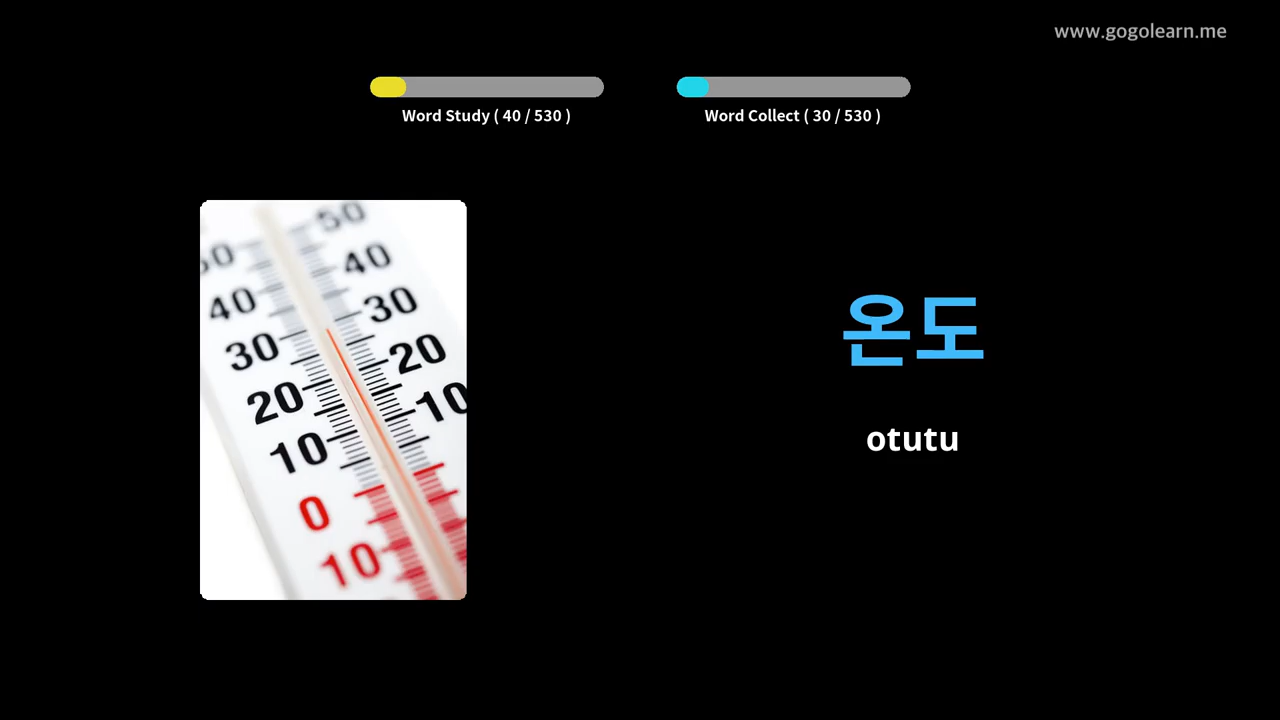 www.gogolearn.me
Word Study ( 40 / 530 )
Word Collect ( 30 / 530 )
50
50
40
40
30
30
20
20
10
10
0
10
온도
otutu